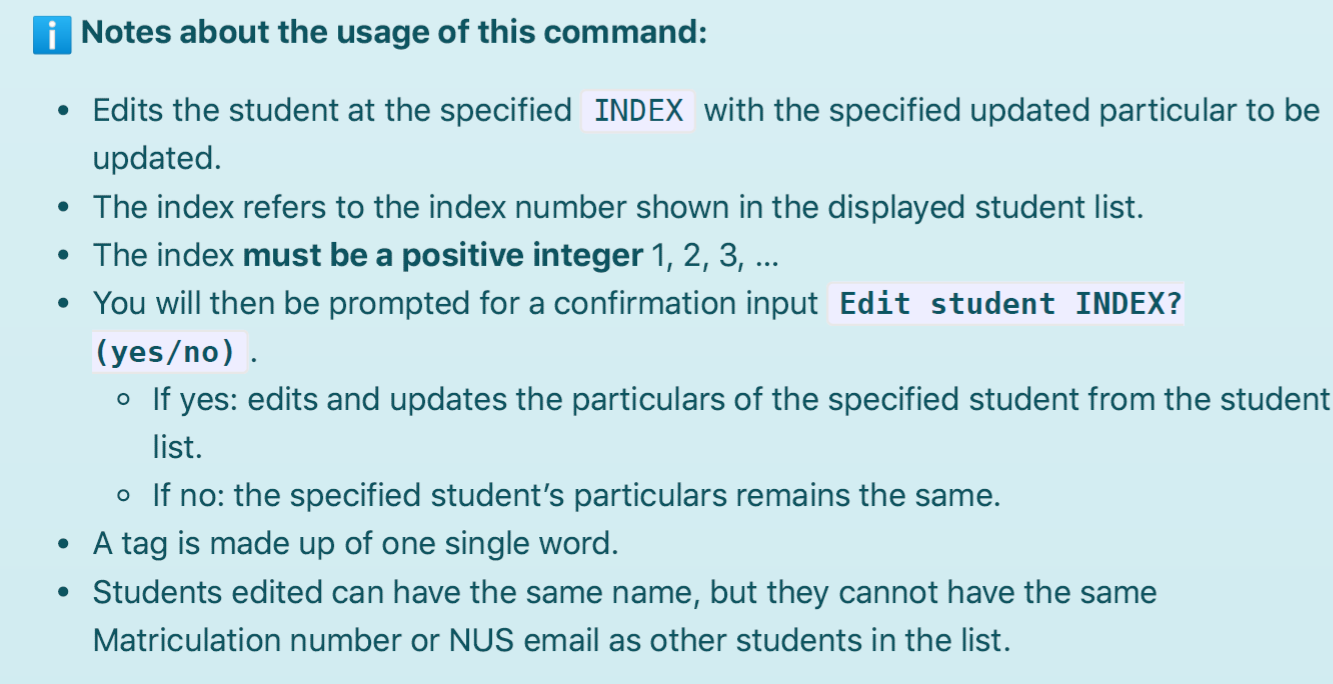 Notes about the usage of this command:
• Edits the student at the specified INDEX with the specified updated particular to be
updated.
• The index refers to the index number shown in the displayed student list.
• The index must be a positive integer 1, 2, 3, …
• You will then be prompted for a confirmation input Edit student INDEX?
(yes/no) .
◦ If yes: edits and updates the particulars of the specified student from the student
list.
◦ If no: the specified student’s particulars remains the same.
• A tag is made up of one single word.
• Students edited can have the same name, but they cannot have the same
Matriculation number or NUS email as other students in the list.